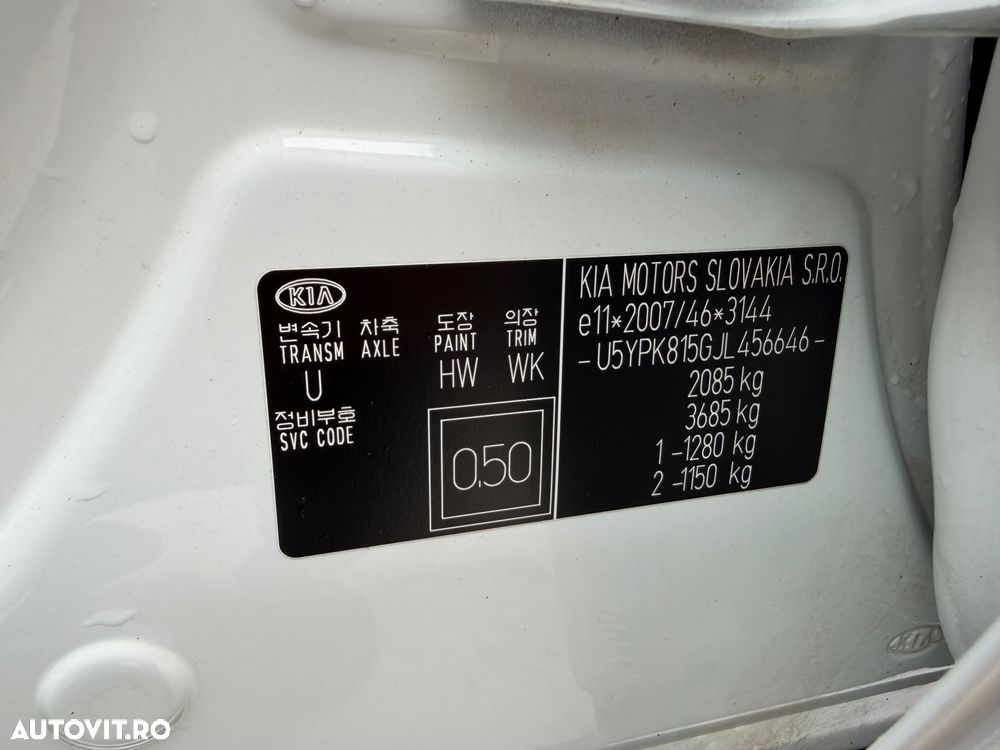 KIA
변속기 차축 도장 의장
TRANSM AXLE PAINT TRIM
U HW WK
정비부호
SVC CODE
0,50
KIA MOTORS SLOVAKIA S.R.O.
e11*2007/46*3144
-U5YPK815GJL456646-
2085 kg
3685 kg
1-1280 kg
2-1150 kg
KIA
AUTOVIT.RO